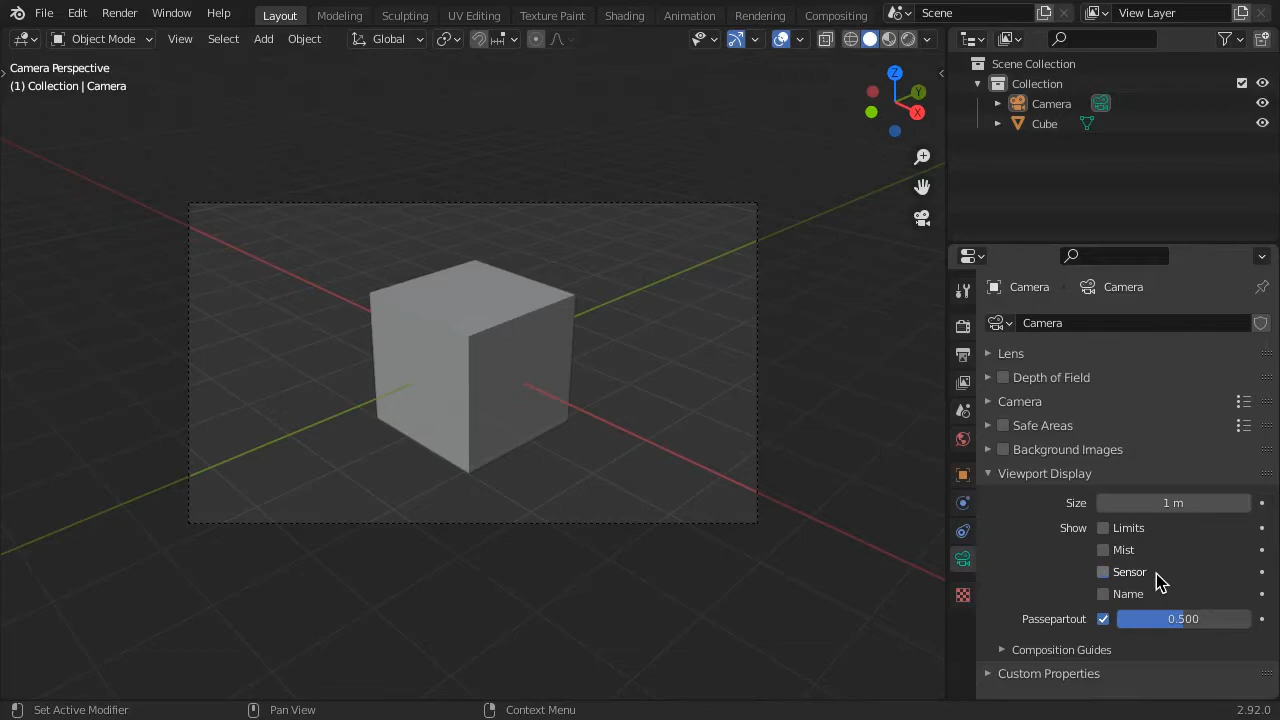 File Edit Render Window Help Layout Modeling Sculpting UV Editing Texture Paint Shading Animation Rendering Compositing Scene View Layer
Object Mode View Select Add Object Global
Camera Perspective
(1) Collection | Camera
Z
Y
X
Scene Collection
Collection
Camera
Cube
Camera Camera
Camera
Lens
Depth of Field
Camera
Safe Areas
Background Images
Viewport Display
Size 1 m
Show Limits
Mist
Sensor
Name
Passepartout 0.500
Composition Guides
Custom Properties
Set Active Modifier Pan View Context Menu 2.92.0